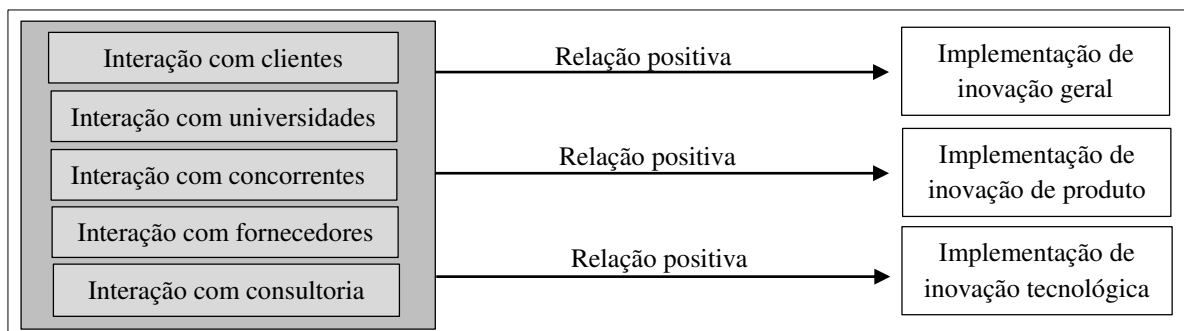 Interação com clientes
Interação com universidades
Interação com concorrentes
Interação com fornecedores
Interação com consultoria
Relação positiva
Relação positiva
Relação positiva
Implementação de
inovação geral
Implementação de
inovação de produto
Implementação de
inovação tecnológica